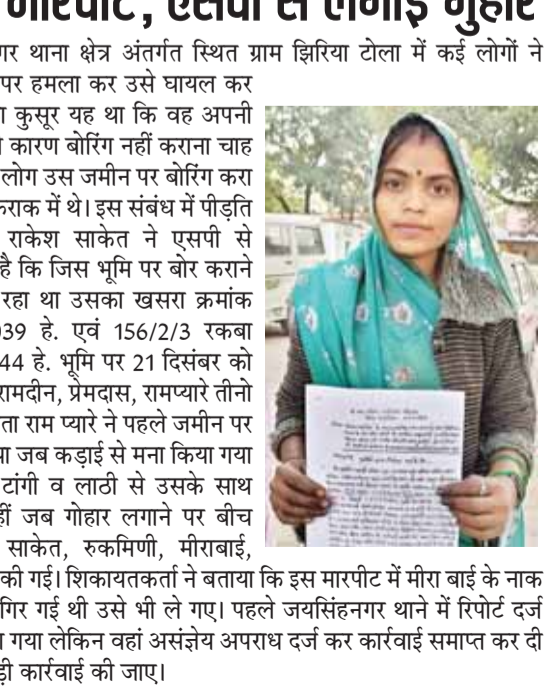 मारपीट, एसपी से लगाई गुहार
थाना क्षेत्र अंतर्गत स्थित ग्राम झिरिया टोला में कई लोगों ने
पर हमला कर उसे घायल कर
कुसूर यह था कि वह अपनी
कारण बोरिंग नहीं कराना चाह
लोग उस जमीन पर बोरिंग करा
फिराक में थे। इस संबंध में पीड़ति
राकेश साकेत ने एसपी से
है कि जिस भूमि पर बोर कराने
रहा था उसका खसरा क्रमांक
039 हे. एवं 156/2/3 रकबा
44 हे. भूमि पर 21 दिसंबर को
रामदीन, प्रेमदास, रामप्यारे तीनो
राम प्यारे ने पहले जमीन पर
जब कड़ाई से मना किया गया
टांगी व लाठी से उसके साथ
जब गोहार लगाने पर बीच
साकेत, रुकमिणी, मीराबाई,
की गई। शिकायतकर्ता ने बताया कि इस मारपीट में मीरा बाई के नाक
गिर गई थी उसे भी ले गए। पहले जयसिंहनगर थाने में रिपोर्ट दर्ज
गया लेकिन वहां असंज्ञेय अपराध दर्ज कर कार्रवाई समाप्त कर दी
कार्रवाई की जाए।